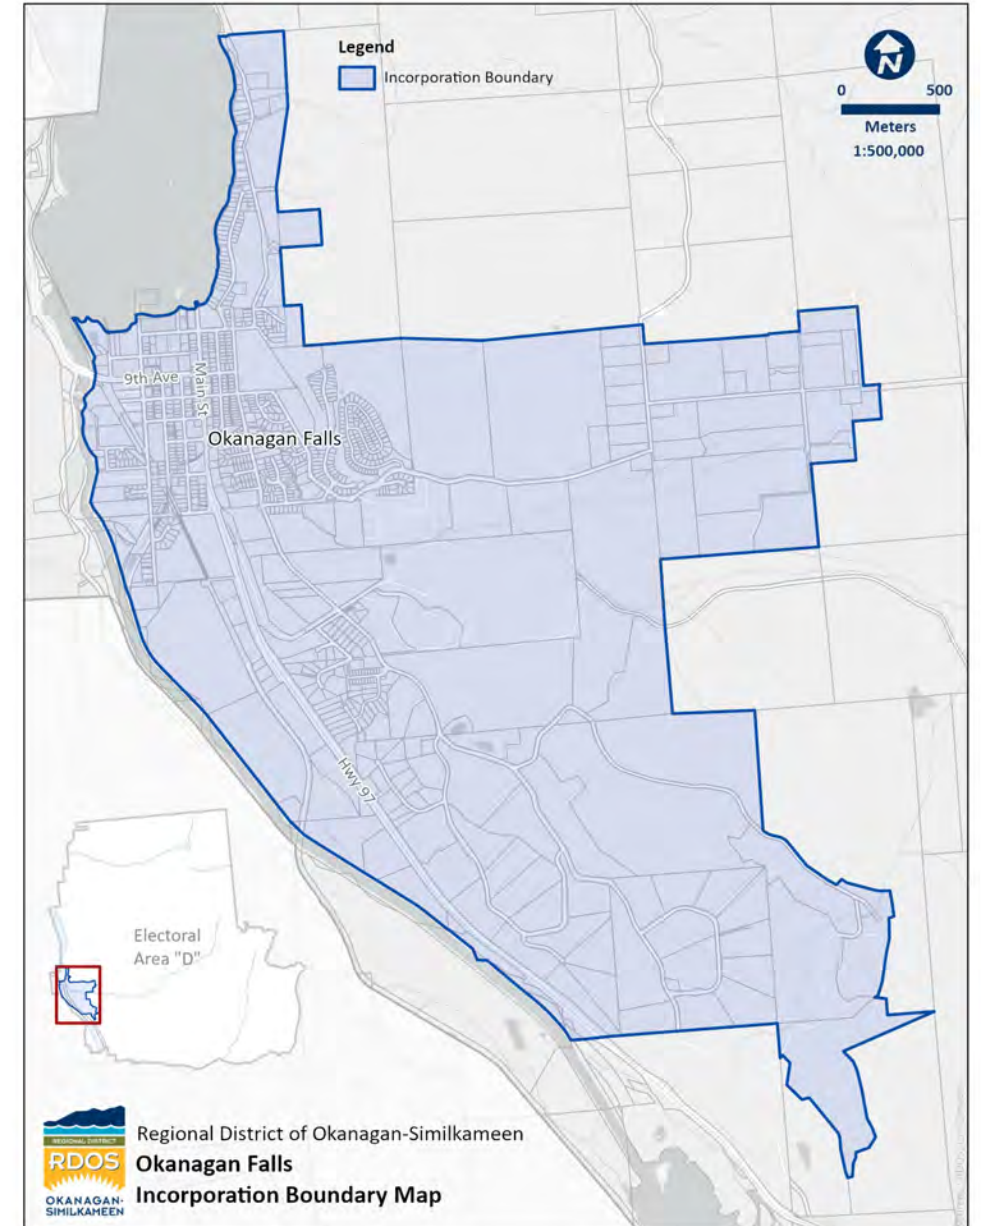 Legend
Incorporation Boundary
N
0 500
Meters
1:500,000
9th Ave
Main St
Okanagan Falls
Hwy 97
Electoral
Area "D"
REGIONAL DISTRICT
RDOS
OKANAGAN-
SIMILKAMEEN
Regional District of Okanagan-Similkameen
Okanagan Falls
Incorporation Boundary Map